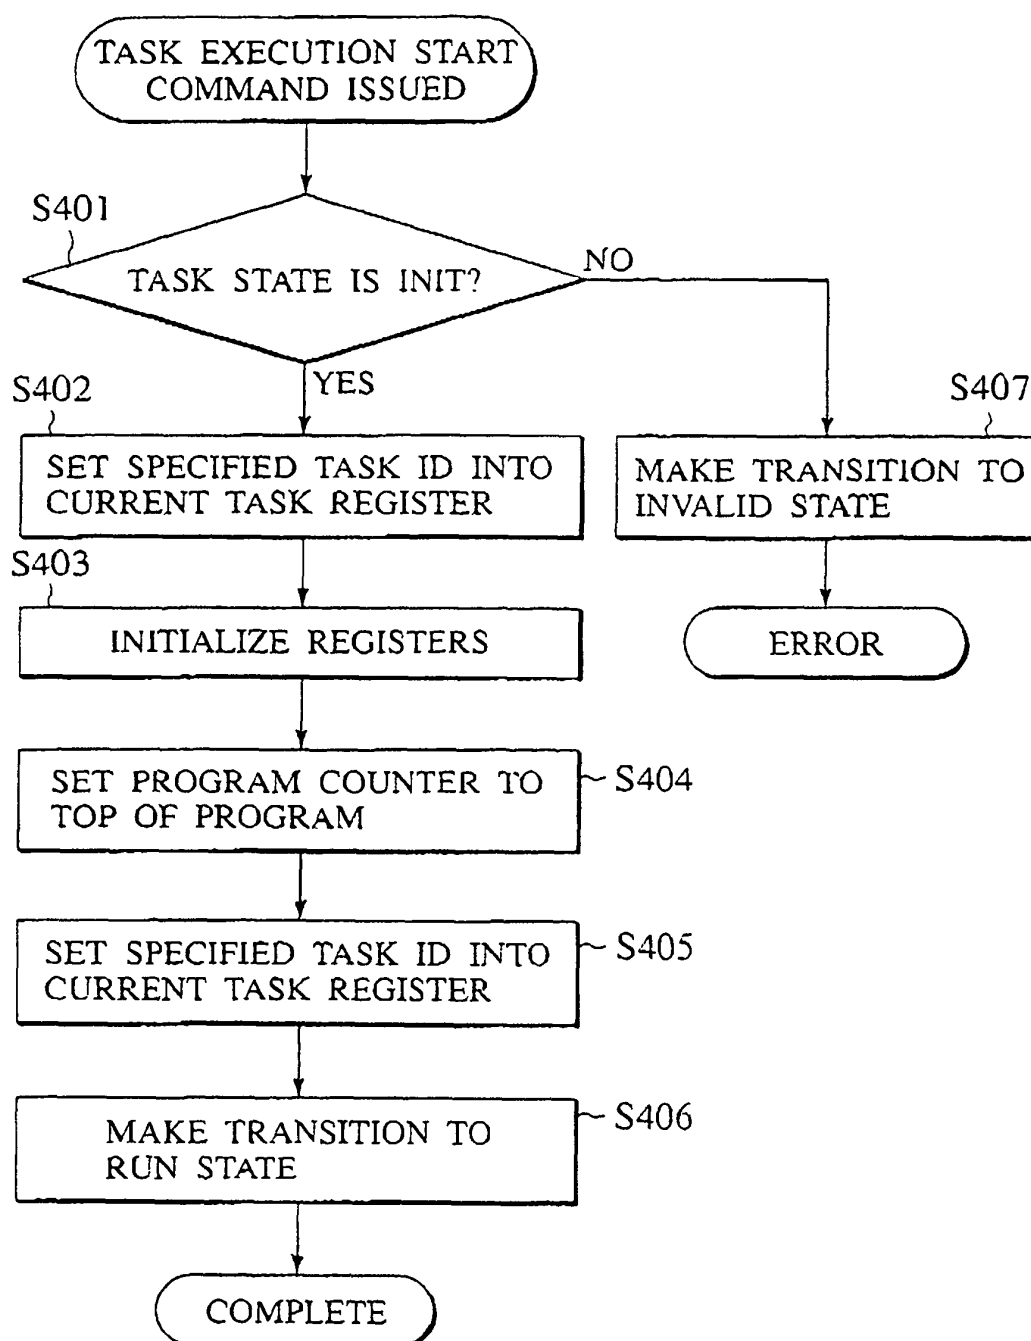 TASK EXECUTION START
COMMAND ISSUED
S401
TASK STATE IS INIT?
NO
YES
S402
SET SPECIFIED TASK ID INTO
CURRENT TASK REGISTER
S407
MAKE TRANSITION TO
INVALID STATE
S403
INITIALIZE REGISTERS
ERROR
SET PROGRAM COUNTER TO
TOP OF PROGRAM
S404
SET SPECIFIED TASK ID INTO
CURRENT TASK REGISTER
S405
MAKE TRANSITION TO
RUN STATE
S406
COMPLETE